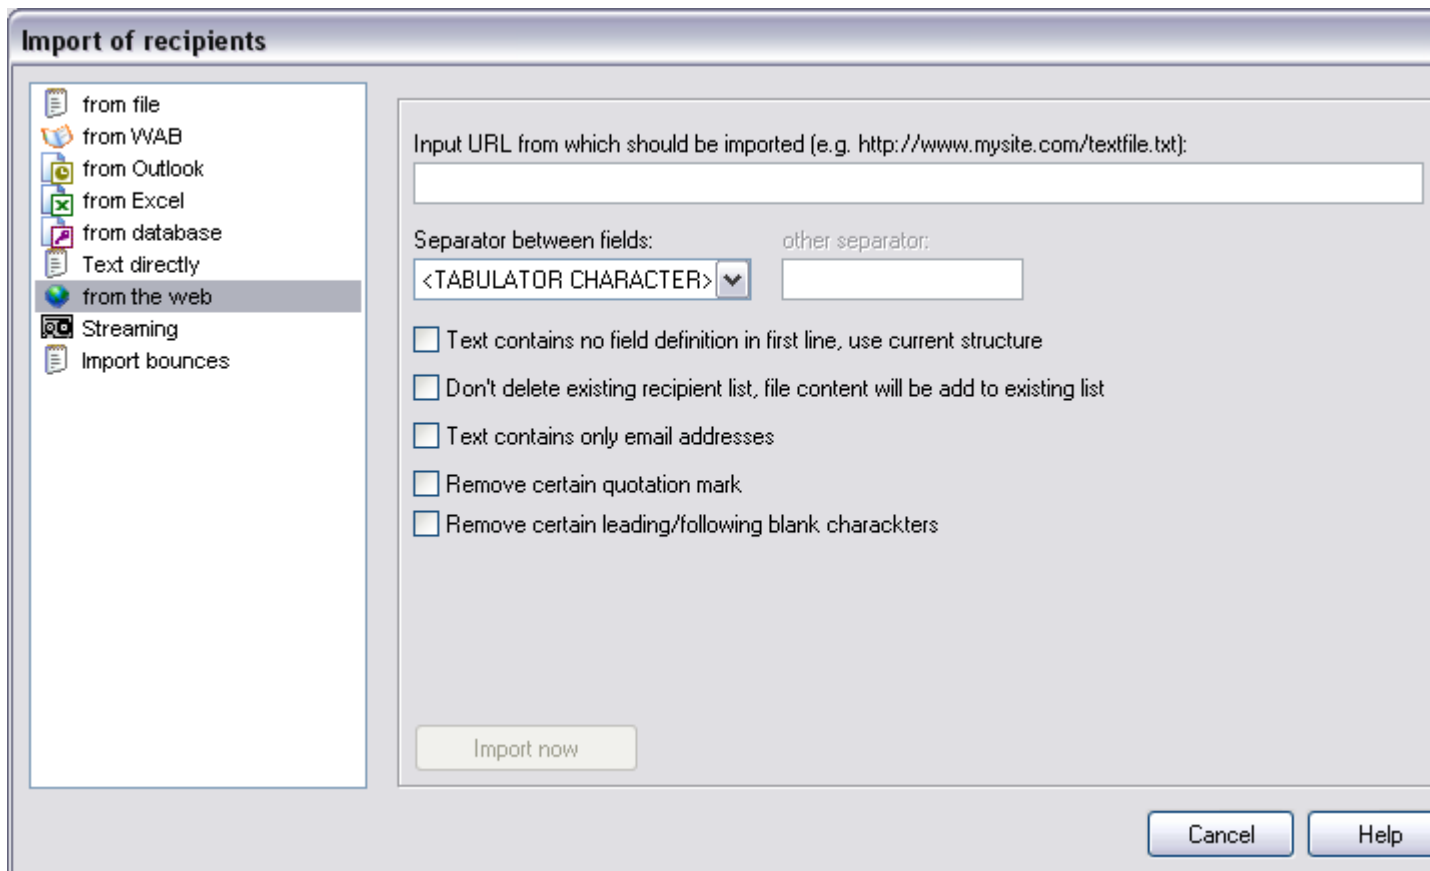 Import of recipients
from file
from WAB
from Outlook
from Excel
from database
Text directly
from the web
Streaming
Import bounces
Input URL from which should be imported (e.g. http://www.mysite.com/textfile.txt):
Separator between fields: other separator:
<TABULATOR CHARACTER>
Text contains no field definition in first line, use current structure
Don't delete existing recipient list, file content will be add to existing list
Text contains only email addresses
Remove certain quotation mark
Remove certain leading/following blank charackters
Import now
Cancel Help